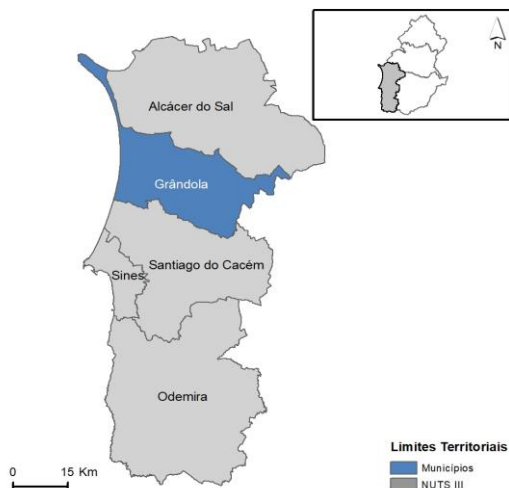 N
Alcácer do Sal
Grândola
Santiago do Cacém
Sines
Odemira
0 15 Km
Limites Territoriais
Municípios
NUTS III